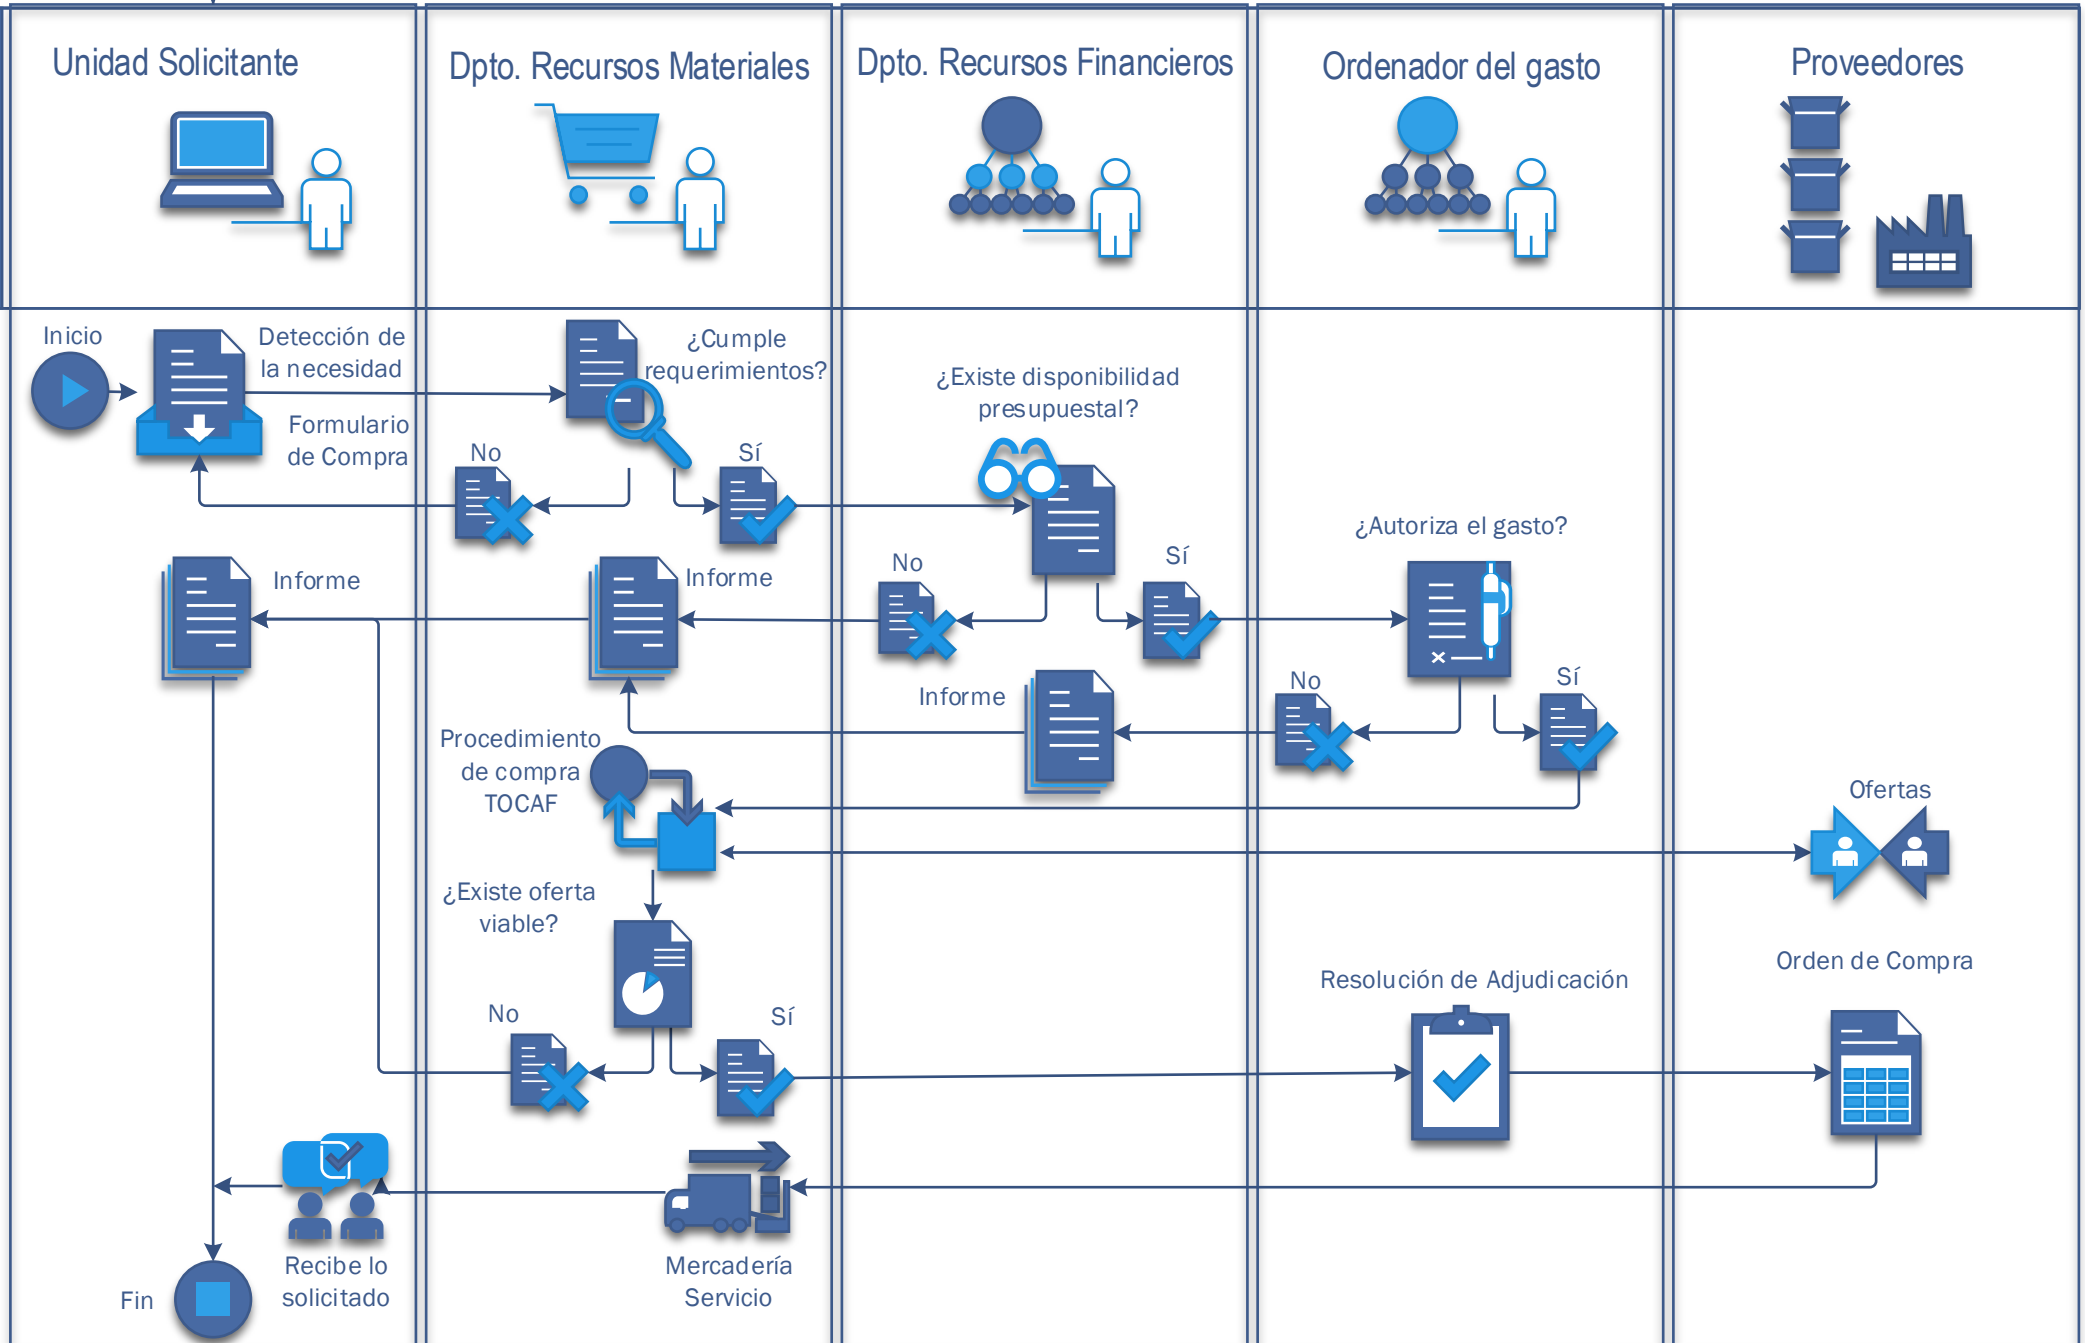 Unidad Solicitante
Dpto. Recursos Materiales
Dpto. Recursos Financieros
Ordenador del gasto
Proveedores
Inicio
Detección de
la necesidad
Formulario
de Compra
¿Cumple
requerimientos?
No
Sí
¿Existe disponibilidad
presupuestal?
No
Sí
¿Autoriza el gasto?
No
Sí
Informe
Informe
Informe
Procedimiento
de compra
TOCAF
Ofertas
¿Existe oferta
viable?
No
Sí
Resolución de Adjudicación
Orden de Compra
Mercadería
Servicio
Recibe lo
solicitado
Fin